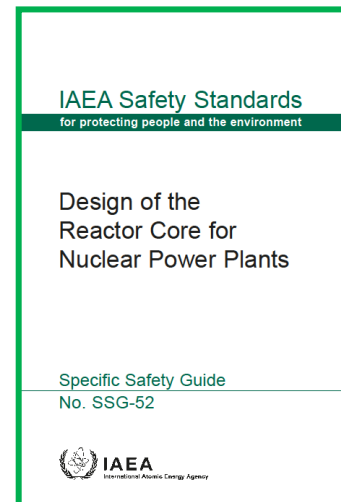 IAEA Safety Standards
for protecting people and the environment
Design of the
Reactor Core for
Nuclear Power Plants
Specific Safety Guide
No. SSG-52
IAEA
International Atomic Energy Agency